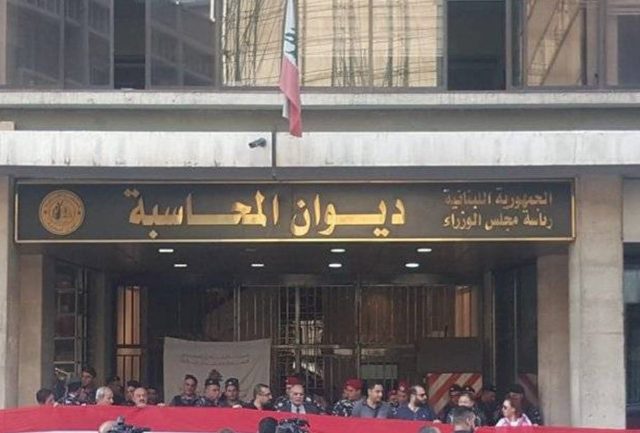 الجمهورية اللبنانية
رئاسة مجلس الوزراء
ديوان المحاسبة